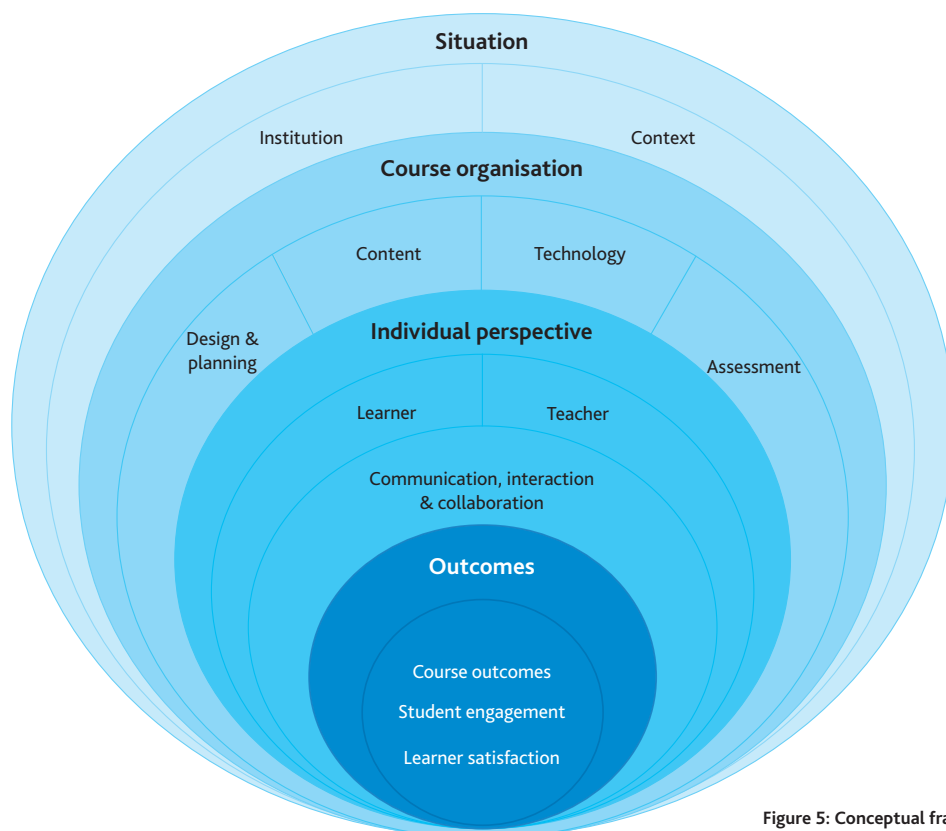 Situation
Institution
Context
Course organisation
Content
Technology
Design &
planning
Assessment
Individual perspective
Learner
Teacher
Communication, interaction
& collaboration
Outcomes
Course outcomes
Student engagement
Learner satisfaction
Figure 5: Conceptual